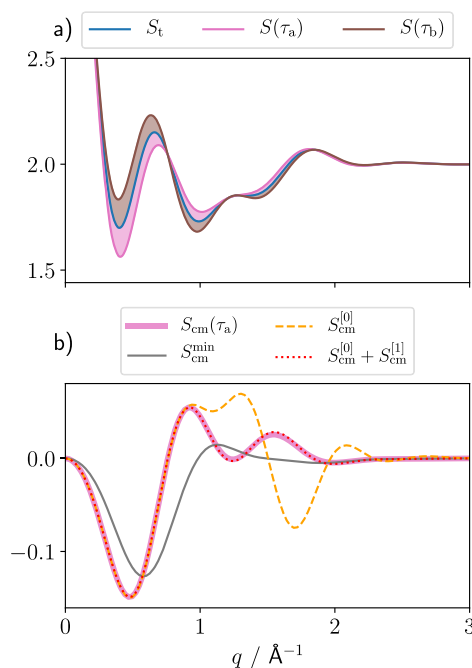 a)
S_t S(τ_a) S(τ_b)
2.5
2.0
1.5
b)
S_cm(τ_a) S_cm^[0]
S_cm^min S_cm^[0] + S_cm^[1]
0.0
−0.1
0 1 2 3
q / Å⁻¹